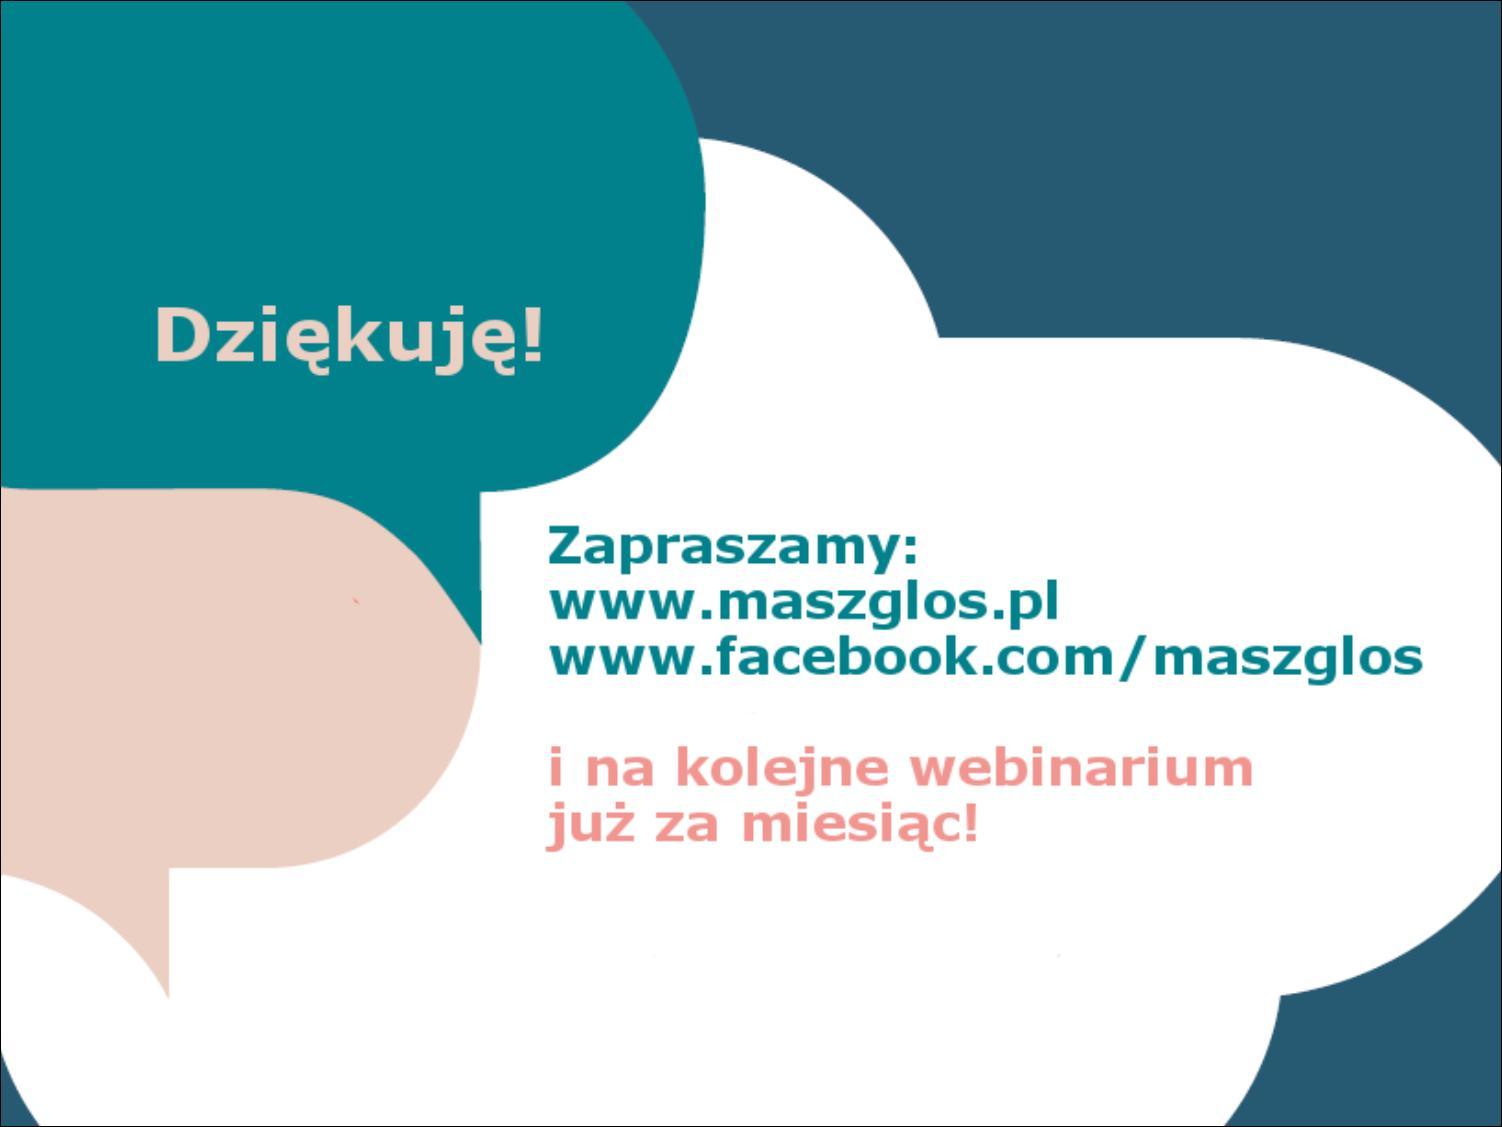 Dziękuję!
Zapraszamy:
www.maszglos.pl
www.facebook.com/maszglos
i na kolejne webinarium
już za miesiąc!